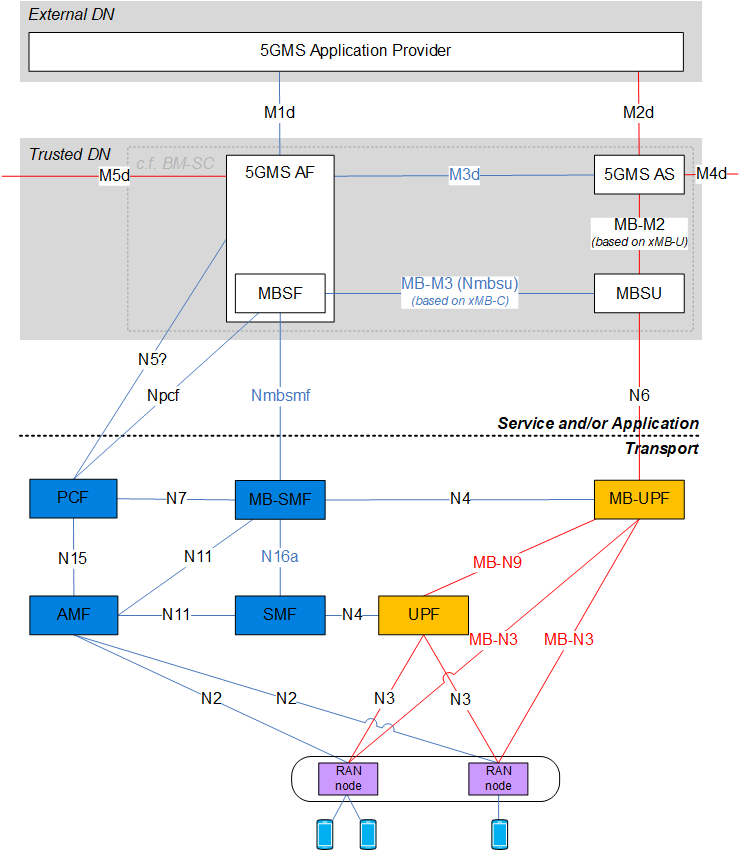 External DN
5GMS Application Provider
M1d
M2d
Trusted DN
c.f. BM-SC
M5d
5GMS AF
M3d
5GMS AS
M4d
MB-M2
(based on xMB-U)
MBSF
MB-M3 (Nmbsu)
(based on xMB-C)
MBSU
N5?
Npcf
Nmbsmf
N6
Service and/or Application
Transport
PCF
N7
MB-SMF
N4
MB-UPF
N15
N11
N16a
MB-N9
AMF
N11
SMF
N4
UPF
MB-N3
MB-N3
N2
N2
N3
N3
RAN
node
RAN
node